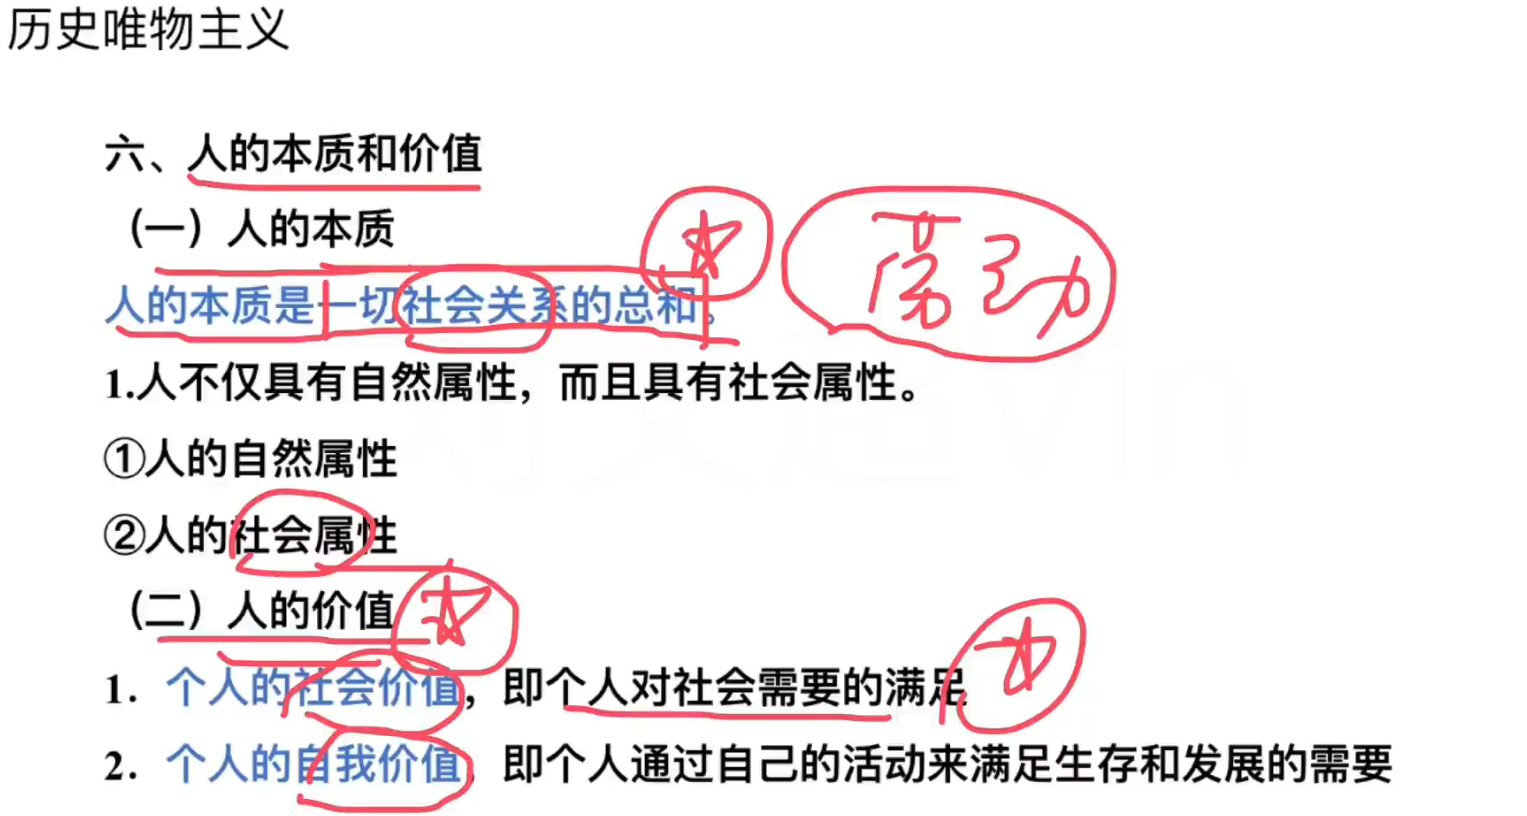 历史唯物主义
六、人的本质和价值
（一）人的本质
人的本质是一切社会关系的总和。
劳动
1.人不仅具有自然属性，而且具有社会属性。
①人的自然属性
②人的社会属性
（二）人的价值
1. 个人的社会价值，即个人对社会需要的满足
2. 个人的自我价值，即个人通过自己的活动来满足生存和发展的需要